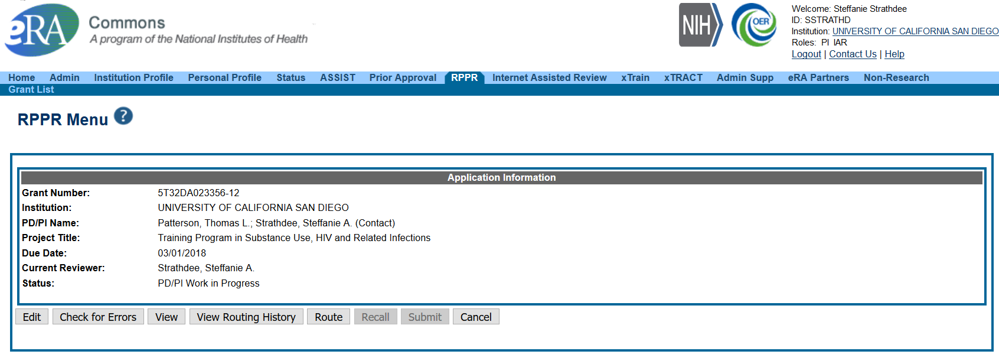 eRA
Commons
A program of the National Institutes of Health
NIH
OER
Welcome: Steffanie Strathdee
ID: SSTRATHD
Institution: UNIVERSITY OF CALIFORNIA SAN DIEGO
Roles: PI IAR
Logout | Contact Us | Help
Home Admin Institution Profile Personal Profile Status ASSIST Prior Approval RPPR Internet Assisted Review xTrain xTRACT Admin Supp eRA Partners Non-Research
Grant List
RPPR Menu ?
Application Information
Grant Number: 5T32DA023356-12
Institution: UNIVERSITY OF CALIFORNIA SAN DIEGO
PD/PI Name: Patterson, Thomas L.; Strathdee, Steffanie A. (Contact)
Project Title: Training Program in Substance Use, HIV and Related Infections
Due Date: 03/01/2018
Current Reviewer: Strathdee, Steffanie A.
Status: PD/PI Work in Progress
Edit Check for Errors View View Routing History Route Recall Submit Cancel